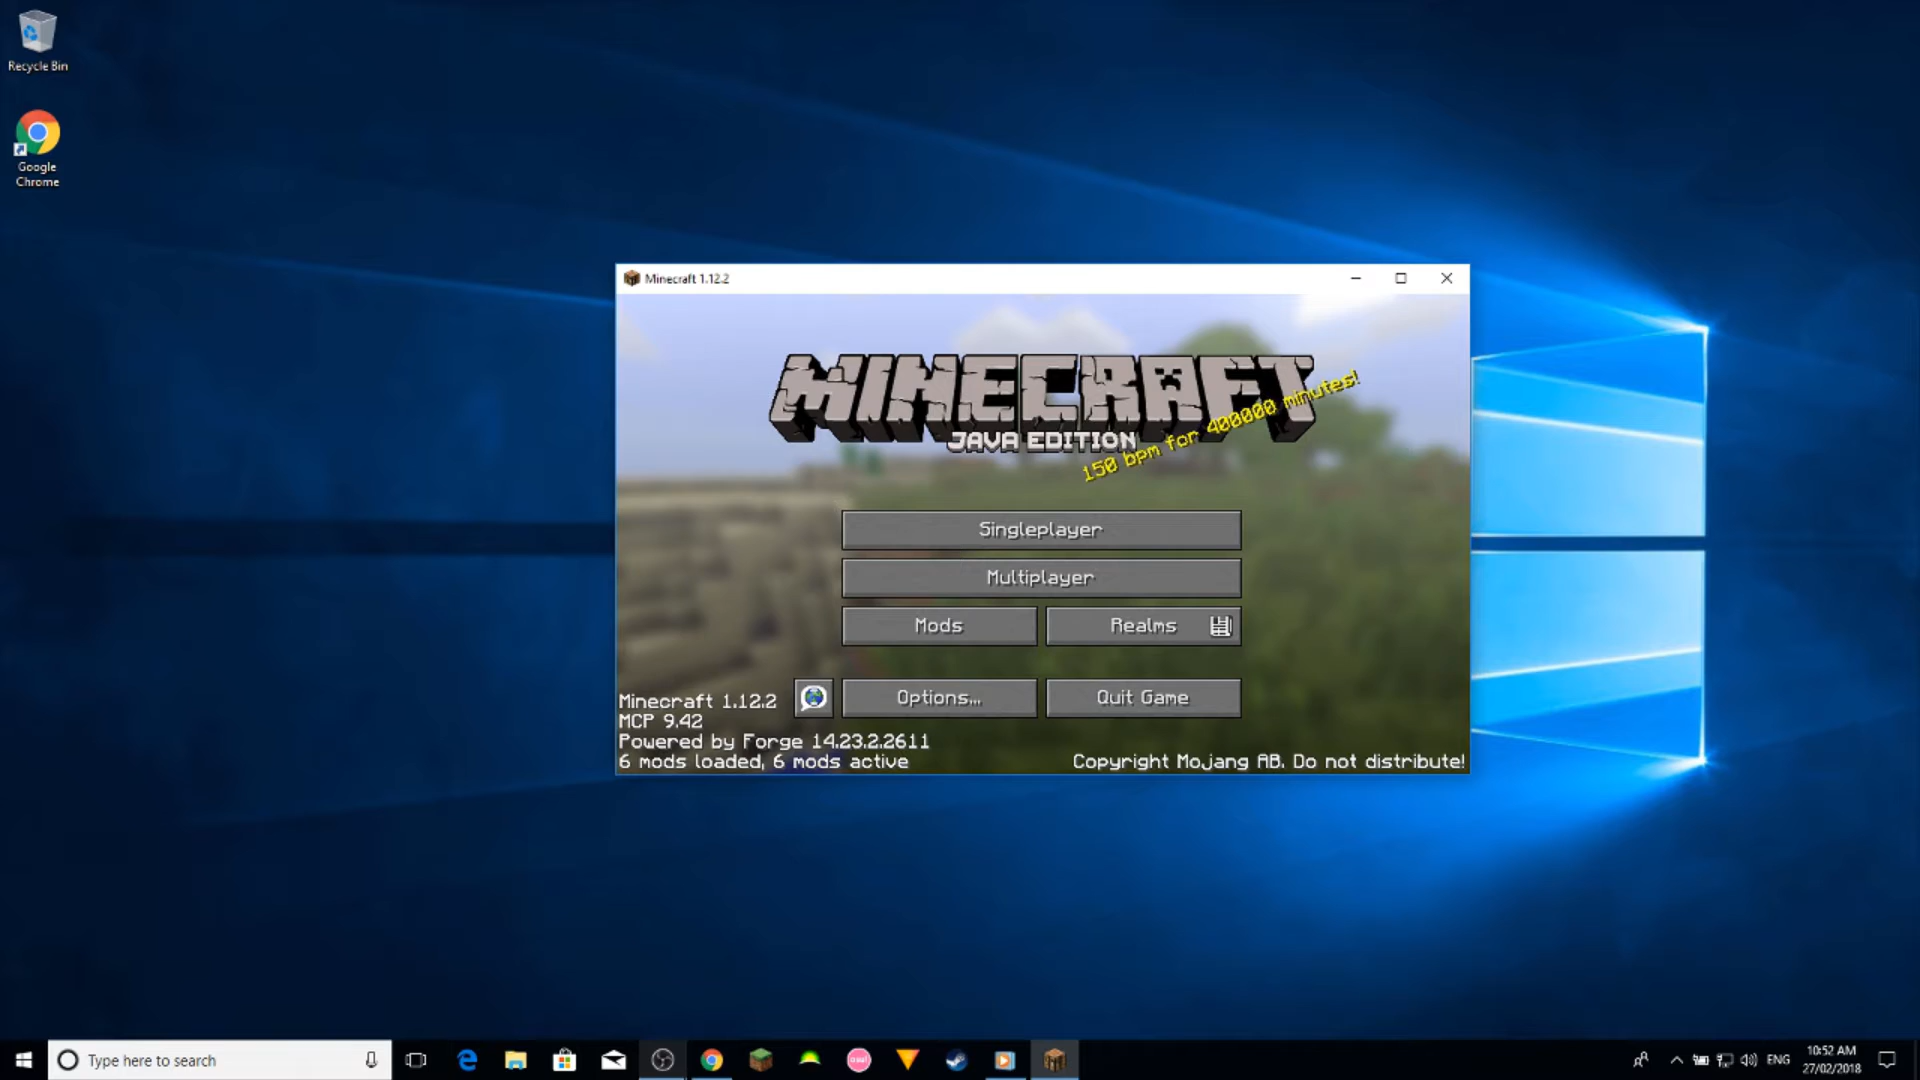 Recycle Bin
Google
Chrome
Minecraft 1.12.2
MINECRAFT
JAVA EDITION
150 bpm for 400000 minutes!
Singleplayer
Multiplayer
Mods
Realms
Options...
Quit Game
Minecraft 1.12.2
MCP 9.42
Powered by Forge 14.23.2.2611
6 mods loaded, 6 mods active
Copyright Mojang AB. Do not distribute!
Type here to search
osu!
ENG
10:52 AM
27/02/2018